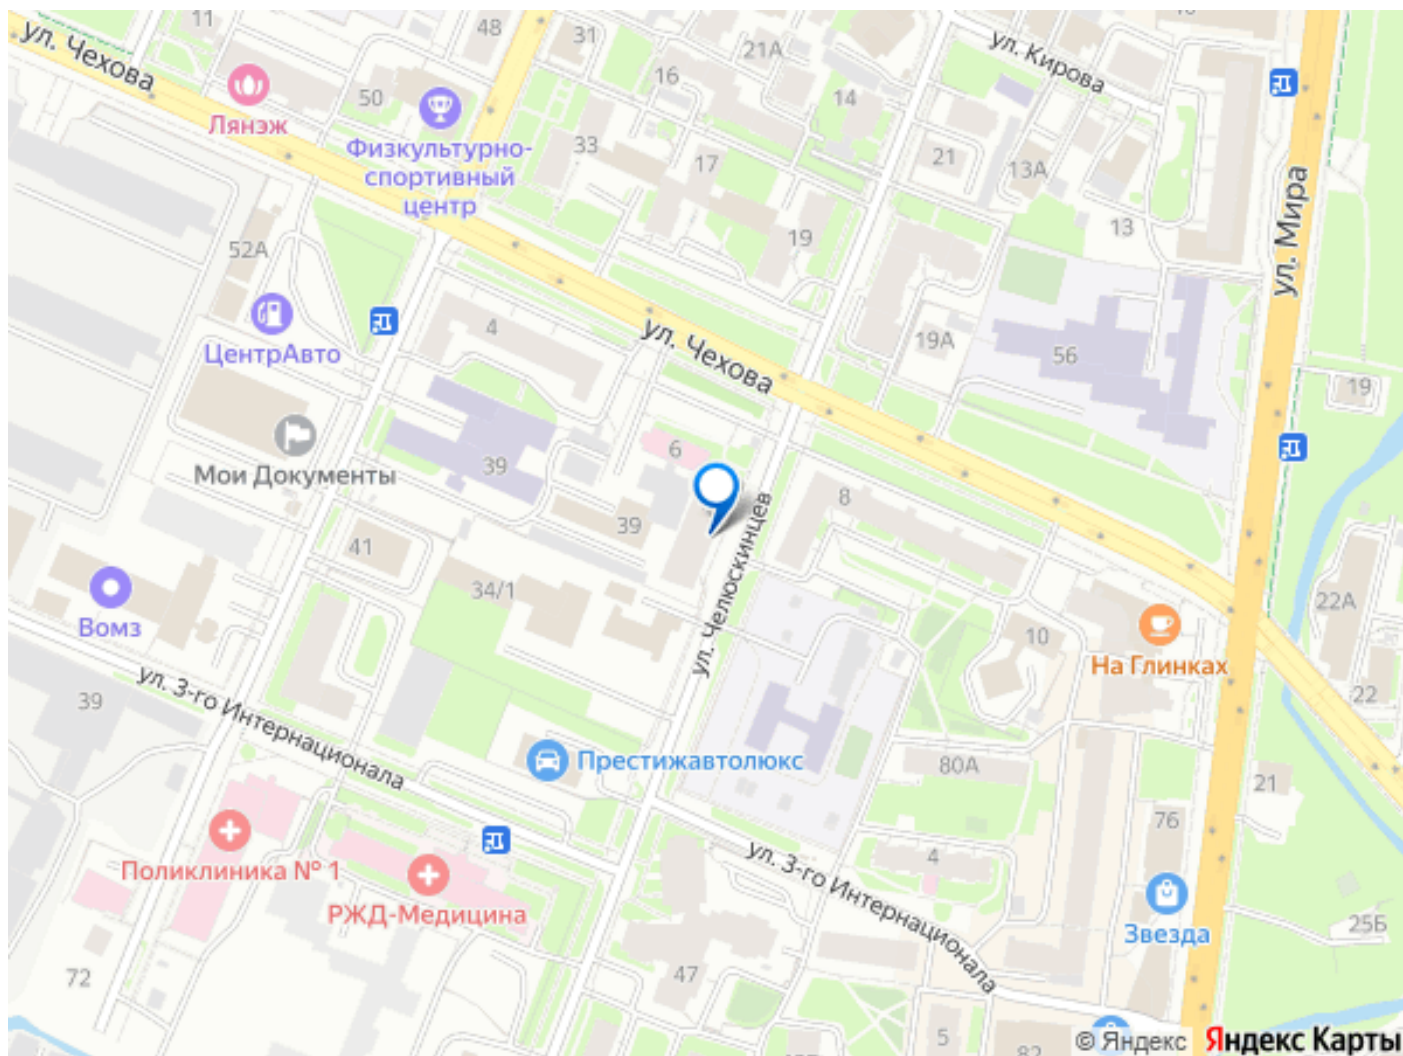 11
48
31
21А
16
14
ул. Кирова
ул. Чехова
Лянэж
50
Физкультурно-
спортивный
центр
33
17
21
13А
13
19
ул. Мира
52А
ЦентрАвто
4
ул. Чехова
19А
56
19
Мои Документы
39
6
8
39
41
34/1
ул. Челюскинцев
Вомз
10
На Глинках
22А
22
ул. 3-го Интернационала
39
Престижавтолюкс
80А
21
76
Поликлиника № 1
РЖД-Медицина
ул. 3-го Интернационала
4
Звезда
25Б
72
47
5
82
© Яндекс
Яндекс Карты